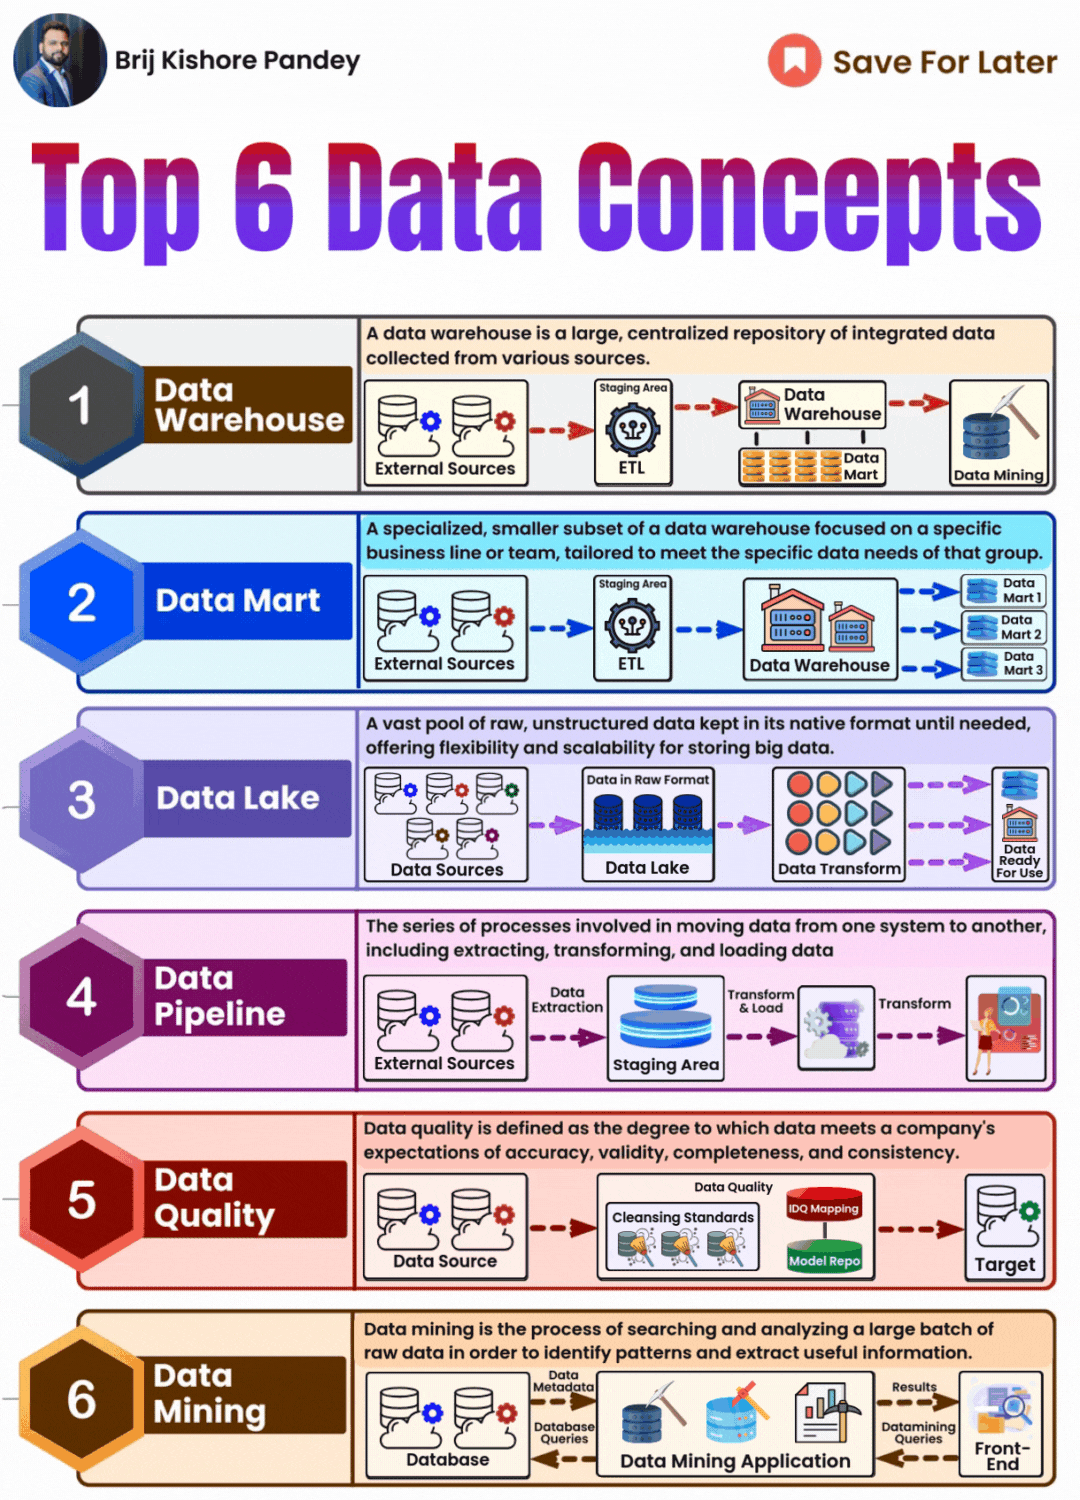 Brij Kishore Pandey
Save For Later
Top 6 Data Concepts
1
Data
Warehouse
A data warehouse is a large, centralized repository of integrated data
collected from various sources.
External Sources
Staging Area
ETL
Data
Warehouse
Data
Mart
Data Mining
2
Data Mart
A specialized, smaller subset of a data warehouse focused on a specific
business line or team, tailored to meet the specific data needs of that group.
External Sources
Staging Area
ETL
Data Warehouse
Data
Mart 1
Data
Mart 2
Data
Mart 3
3
Data Lake
A vast pool of raw, unstructured data kept in its native format until needed,
offering flexibility and scalability for storing big data.
Data Sources
Data in Raw Format
Data Lake
Data Transform
Data
Ready
For Use
4
Data
Pipeline
The series of processes involved in moving data from one system to another,
including extracting, transforming, and loading data
External Sources
Data
Extraction
Staging Area
Transform
& Load
Transform
5
Data
Quality
Data quality is defined as the degree to which data meets a company's
expectations of accuracy, validity, completeness, and consistency.
Data Source
Data Quality
Cleansing Standards
IDQ Mapping
Model Repo
Target
6
Data
Mining
Data mining is the process of searching and analyzing a large batch of
raw data in order to identify patterns and extract useful information.
Database
Data
Metadata
Database
Queries
Data Mining Application
Results
Datamining
Queries
Front-
End